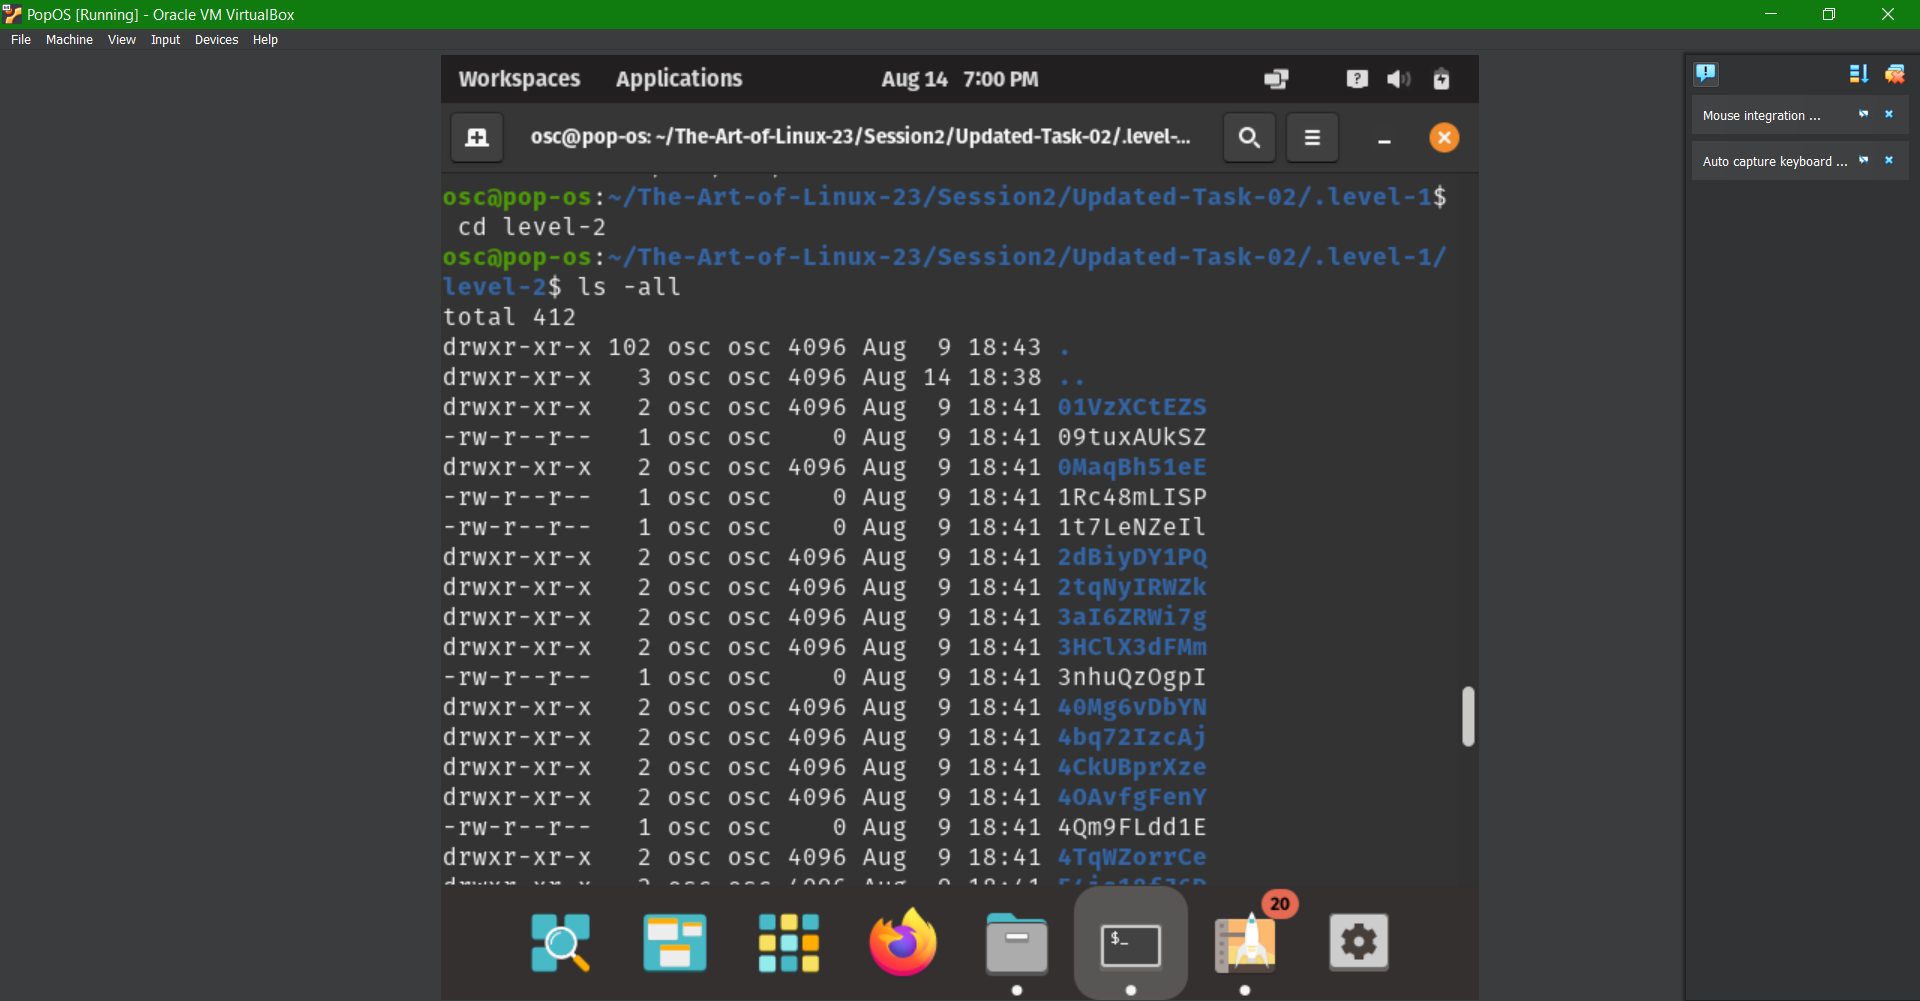 PopOS [Running] - Oracle VM VirtualBox
File Machine View Input Devices Help
Workspaces Applications Aug 14 7:00 PM
osc@pop-os: ~/The-Art-of-Linux-23/Session2/Updated-Task-02/.level-...
osc@pop-os:~/The-Art-of-Linux-23/Session2/Updated-Task-02/.level-1$
cd level-2
osc@pop-os:~/The-Art-of-Linux-23/Session2/Updated-Task-02/.level-1/
level-2$ ls -all
total 412
drwxr-xr-x 102 osc osc 4096 Aug  9 18:43 .
drwxr-xr-x   3 osc osc 4096 Aug 14 18:38 ..
drwxr-xr-x   2 osc osc 4096 Aug  9 18:41 01VzXCtEZS
-rw-r--r--   1 osc osc    0 Aug  9 18:41 09tuxAUkSZ
drwxr-xr-x   2 osc osc 4096 Aug  9 18:41 0MaqBh51eE
-rw-r--r--   1 osc osc    0 Aug  9 18:41 1Rc48mLISP
-rw-r--r--   1 osc osc    0 Aug  9 18:41 1t7LeNZeIl
drwxr-xr-x   2 osc osc 4096 Aug  9 18:41 2dBiyDY1PQ
drwxr-xr-x   2 osc osc 4096 Aug  9 18:41 2tqNyIRWZk
drwxr-xr-x   2 osc osc 4096 Aug  9 18:41 3aI6ZRWi7g
drwxr-xr-x   2 osc osc 4096 Aug  9 18:41 3HClX3dFMm
-rw-r--r--   1 osc osc    0 Aug  9 18:41 3nhuQzOgpI
drwxr-xr-x   2 osc osc 4096 Aug  9 18:41 40Mg6vDbYN
drwxr-xr-x   2 osc osc 4096 Aug  9 18:41 4bq72IzcAj
drwxr-xr-x   2 osc osc 4096 Aug  9 18:41 4CkUBprXze
drwxr-xr-x   2 osc osc 4096 Aug  9 18:41 4OAvfgFenY
-rw-r--r--   1 osc osc    0 Aug  9 18:41 4Qm9FLdd1E
drwxr-xr-x   2 osc osc 4096 Aug  9 18:41 4TqWZorrCe
$_
20
Mouse integration ...
Auto capture keyboard ...